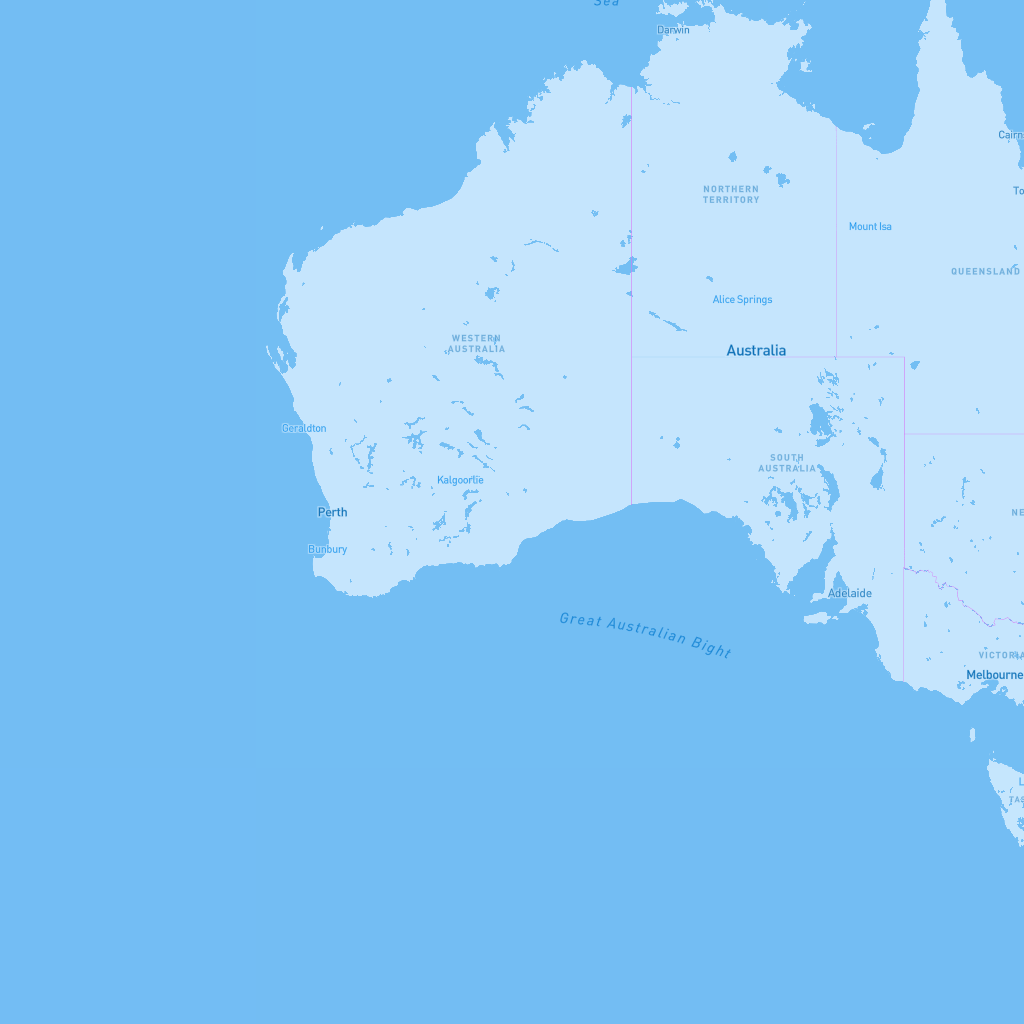 Sea
Darwin
Cairn
To
NORTHERN
TERRITORY
Mount Isa
QUEENSLAND
Alice Springs
WESTERN
AUSTRALIA
Australia
Geraldton
SOUTH
AUSTRALIA
Kalgoorlie
Perth
NE
Bunbury
Adelaide
Great Australian Bight
VICTORIA
Melbourne
L
TAS